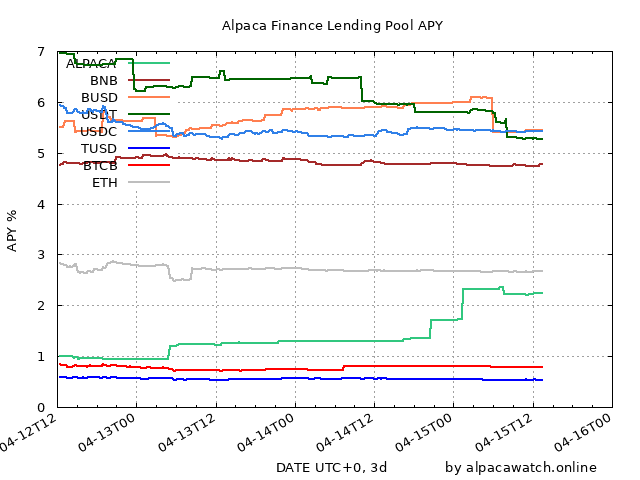 Alpaca Finance Lending Pool APY
7
6
5
4
3
2
1
0
APY %
ALPACA
BNB
BUSD
USDT
USDC
TUSD
BTCB
ETH
04-12T12
04-13T00
04-13T12
04-14T00
04-14T12
04-15T00
04-15T12
04-16T00
DATE UTC+0, 3d
by alpacawatch.online